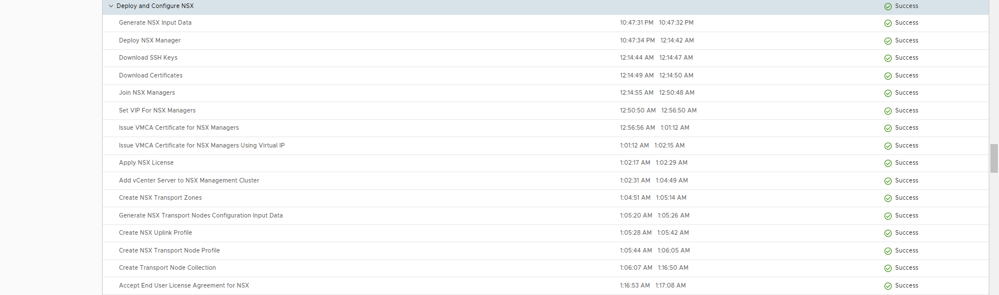 Deploy and Configure NSX Success
Generate NSX Input Data 10:47:31 PM 10:47:32 PM Success
Deploy NSX Manager 10:47:34 PM 12:14:42 AM Success
Download SSH Keys 12:14:44 AM 12:14:47 AM Success
Download Certificates 12:14:49 AM 12:14:50 AM Success
Join NSX Managers 12:14:55 AM 12:50:48 AM Success
Set VIP For NSX Managers 12:50:50 AM 12:56:50 AM Success
Issue VMCA Certificate for NSX Managers 12:56:56 AM 1:01:12 AM Success
Issue VMCA Certificate for NSX Managers Using Virtual IP 1:01:12 AM 1:02:15 AM Success
Apply NSX License 1:02:17 AM 1:02:29 AM Success
Add vCenter Server to NSX Management Cluster 1:02:31 AM 1:04:49 AM Success
Create NSX Transport Zones 1:04:51 AM 1:05:14 AM Success
Generate NSX Transport Nodes Configuration Input Data 1:05:20 AM 1:05:26 AM Success
Create NSX Uplink Profile 1:05:28 AM 1:05:42 AM Success
Create NSX Transport Node Profile 1:05:44 AM 1:06:05 AM Success
Create Transport Node Collection 1:06:07 AM 1:16:50 AM Success
Accept End User License Agreement for NSX 1:16:53 AM 1:17:08 AM Success